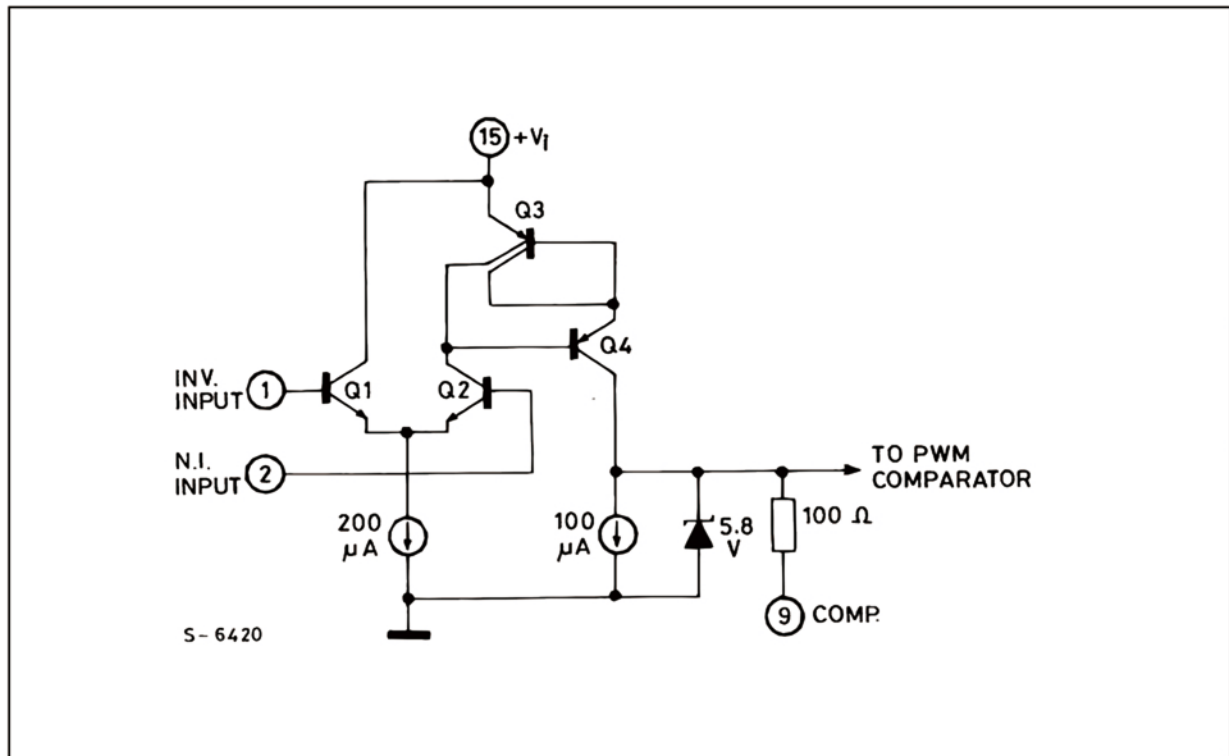 15 +Vi
Q3
Q4
INV.
INPUT 1 Q1 Q2
N.I.
INPUT 2
TO PWM
COMPARATOR
200
µA
100
µA
5.8
V
100 Ω
9 COMP.
S-6420